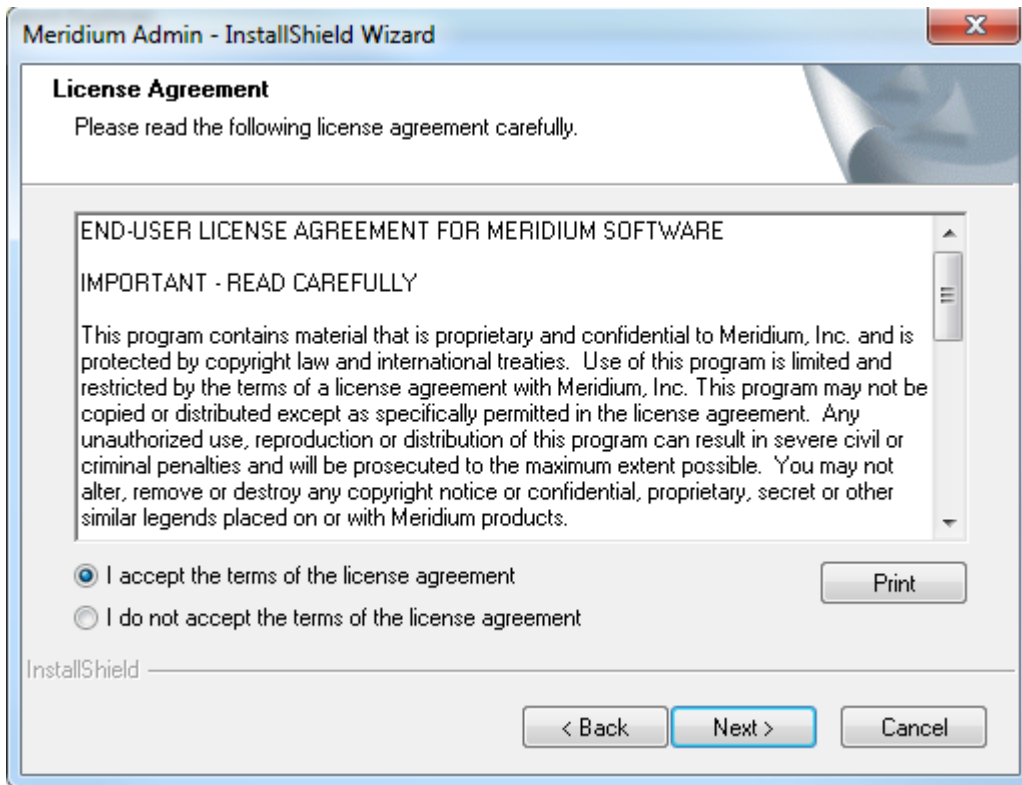 Meridium Admin - InstallShield Wizard
License Agreement
Please read the following license agreement carefully.
END-USER LICENSE AGREEMENT FOR MERIDIUM SOFTWARE
IMPORTANT - READ CAREFULLY
This program contains material that is proprietary and confidential to Meridium, Inc. and is
protected by copyright law and international treaties.  Use of this program is limited and
restricted by the terms of a license agreement with Meridium, Inc. This program may not be
copied or distributed except as specifically permitted in the license agreement.  Any
unauthorized use, reproduction or distribution of this program can result in severe civil or
criminal penalties and will be prosecuted to the maximum extent possible.  You may not
alter, remove or destroy any copyright notice or confidential, proprietary, secret or other
similar legends placed on or with Meridium products.
I accept the terms of the license agreement
Print
I do not accept the terms of the license agreement
InstallShield
< Back
Next >
Cancel